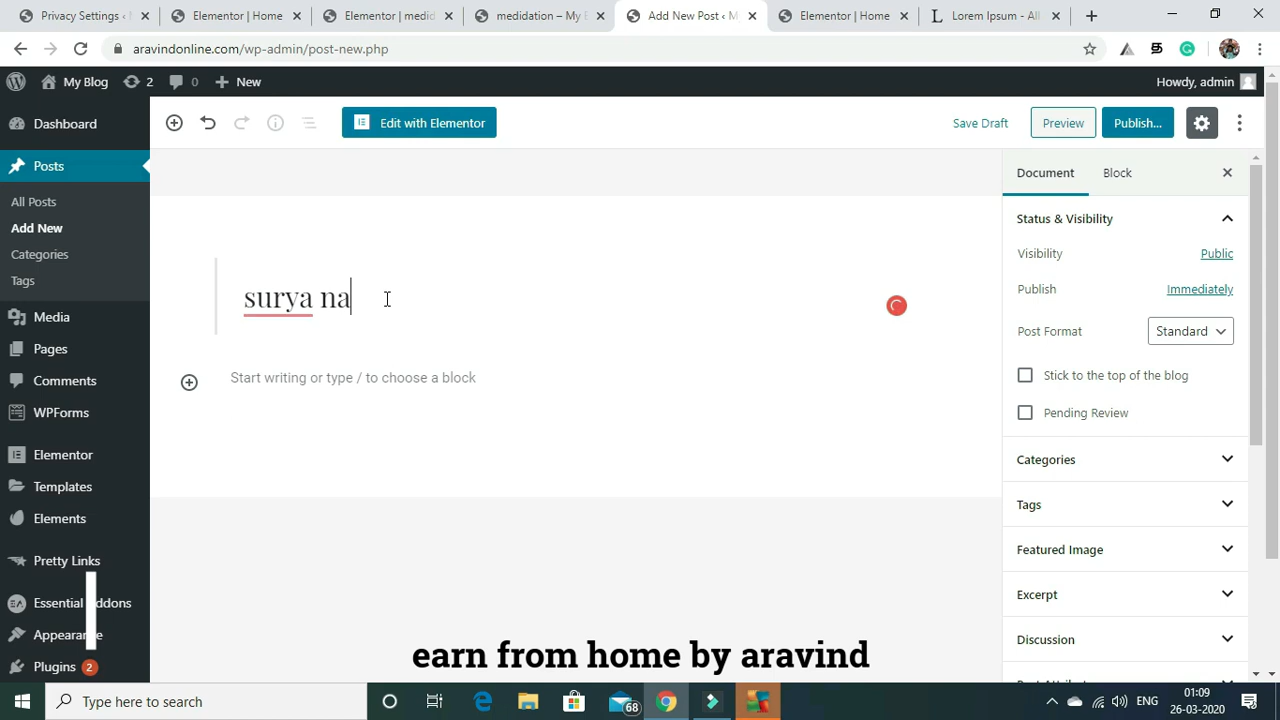 Privacy Settings
Elementor | Home
Elementor | medid
medidation – My B
Add New Post ‹ M
Elementor | Home
Lorem Ipsum - All
aravindonline.com/wp-admin/post-new.php
My Blog
2
0
New
Howdy, admin
Dashboard
Edit with Elementor
Save Draft
Preview
Publish...
Posts
All Posts
Add New
Categories
Tags
Media
Pages
Comments
WPForms
Elementor
Templates
Elements
Pretty Links
Essential Addons
Appearance
Plugins 2
surya na
Start writing or type / to choose a block
Document
Block
Status & Visibility
Visibility
Public
Publish
Immediately
Post Format
Standard
Stick to the top of the blog
Pending Review
Categories
Tags
Featured Image
Excerpt
Discussion
earn from home by aravind
Type here to search
68
ENG
01:09
26-03-2020